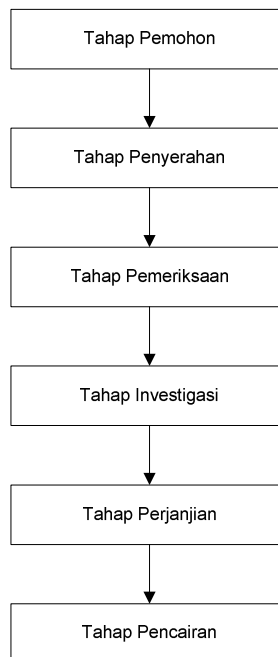 Tahap Pemohon
Tahap Penyerahan
Tahap Pemeriksaan
Tahap Investigasi
Tahap Perjanjian
Tahap Pencairan